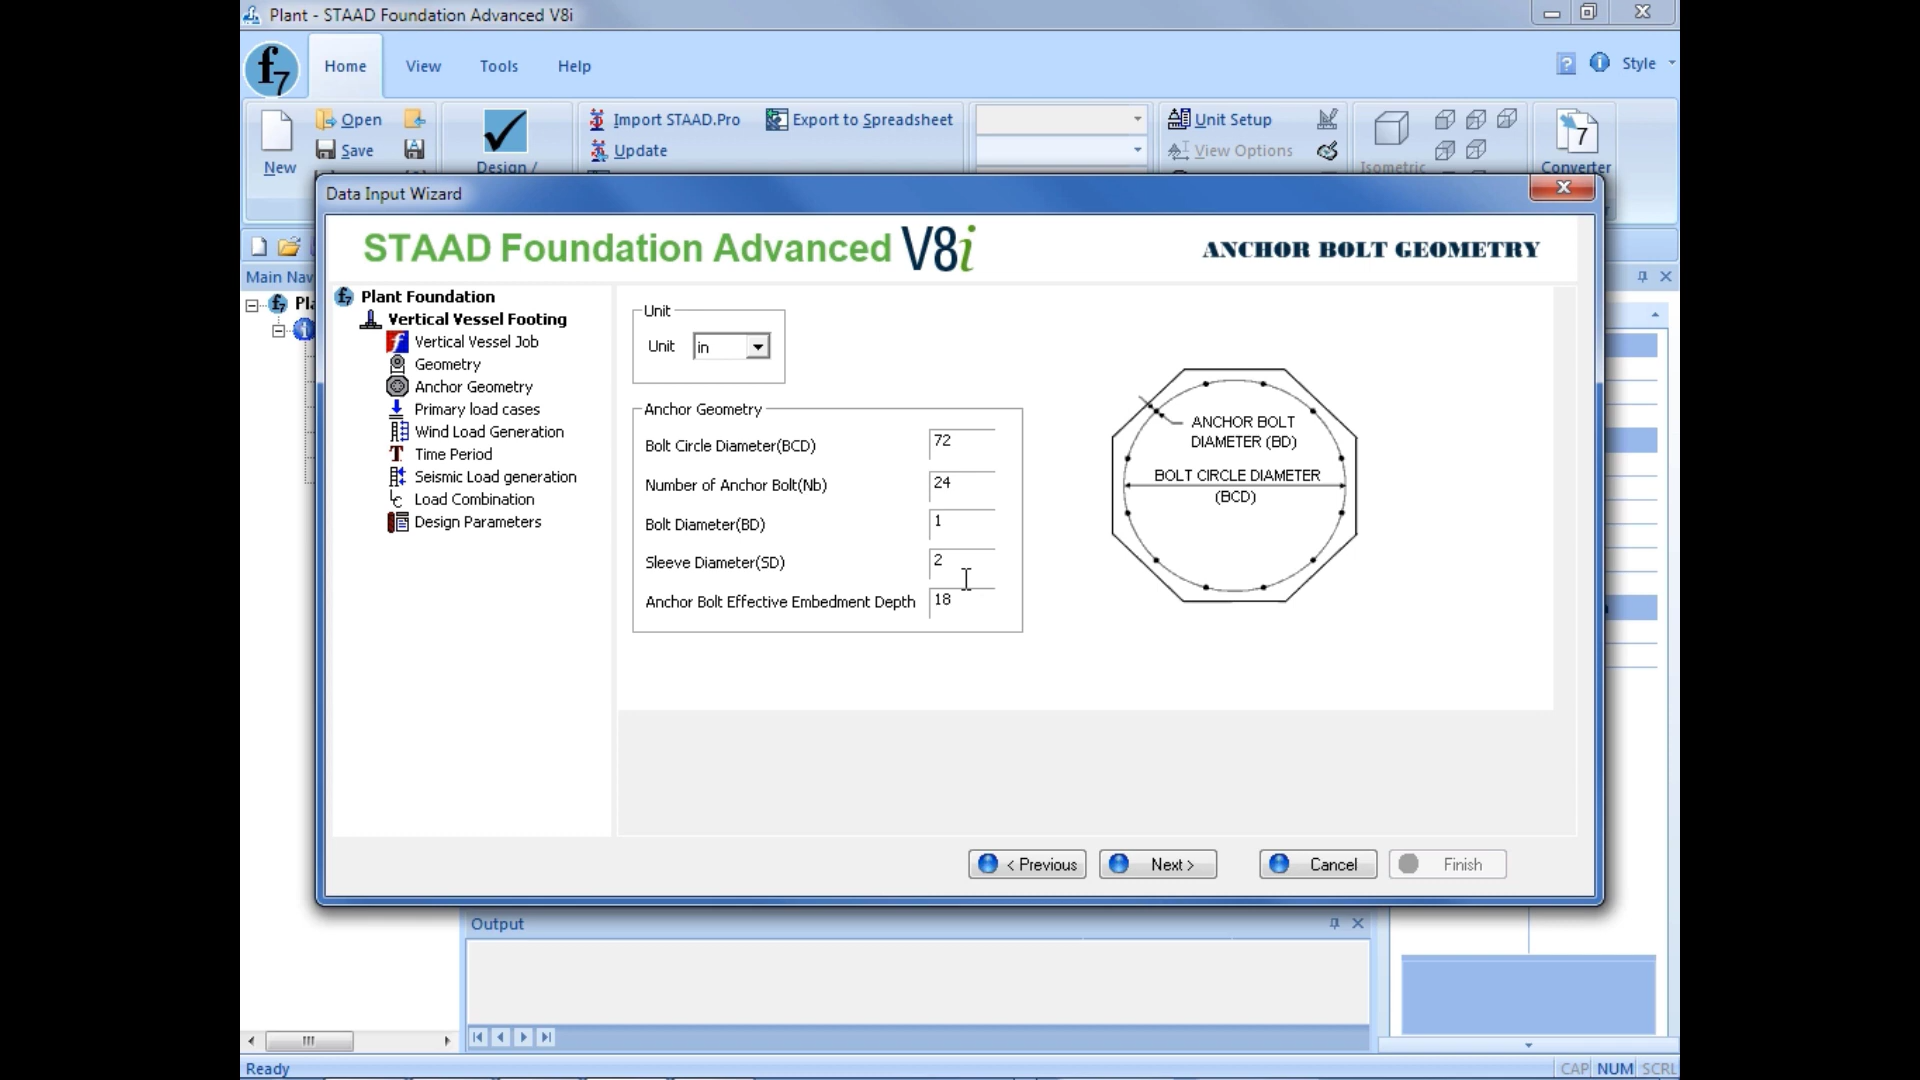 Plant - STAAD Foundation Advanced V8i
f7
Home View Tools Help
Style
New
Open
Save
Design /
Import STAAD.Pro
Update
Export to Spreadsheet
Unit Setup
View Options
Isometric
7
Converter
Data Input Wizard
STAAD Foundation Advanced V8i
ANCHOR BOLT GEOMETRY
Main Nav
Pla
Plant Foundation
Vertical Vessel Footing
Vertical Vessel Job
Geometry
Anchor Geometry
Primary load cases
Wind Load Generation
Time Period
Seismic Load generation
Load Combination
Design Parameters
Unit
Unit in
Anchor Geometry
Bolt Circle Diameter(BCD) 72
Number of Anchor Bolt(Nb) 24
Bolt Diameter(BD) 1
Sleeve Diameter(SD) 2
Anchor Bolt Effective Embedment Depth 18
ANCHOR BOLT
DIAMETER (BD)
BOLT CIRCLE DIAMETER
(BCD)
< Previous
Next >
Cancel
Finish
Output
Ready
CAP NUM SCRL